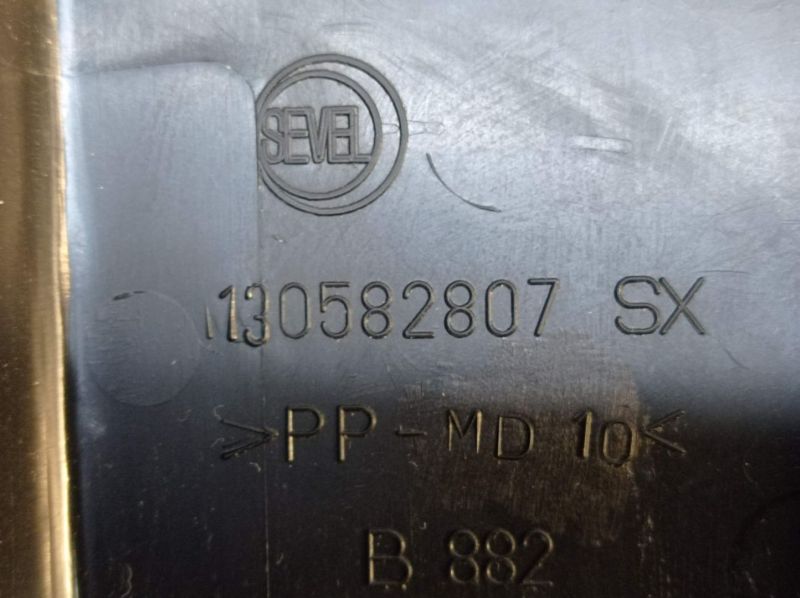 SEVEL
130582807 SX
>PP-MD 10<
B 882